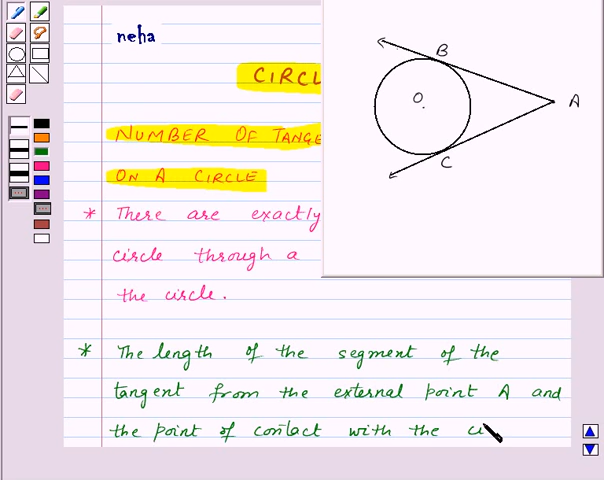 neha
CIRCL
NUMBER OF TANGE
ON A CIRCLE
* There are exactly
circle through a
the circle.
* The length of the segment of the
tangent from the external point A and
the point of contact with the ci
B
O
A
C